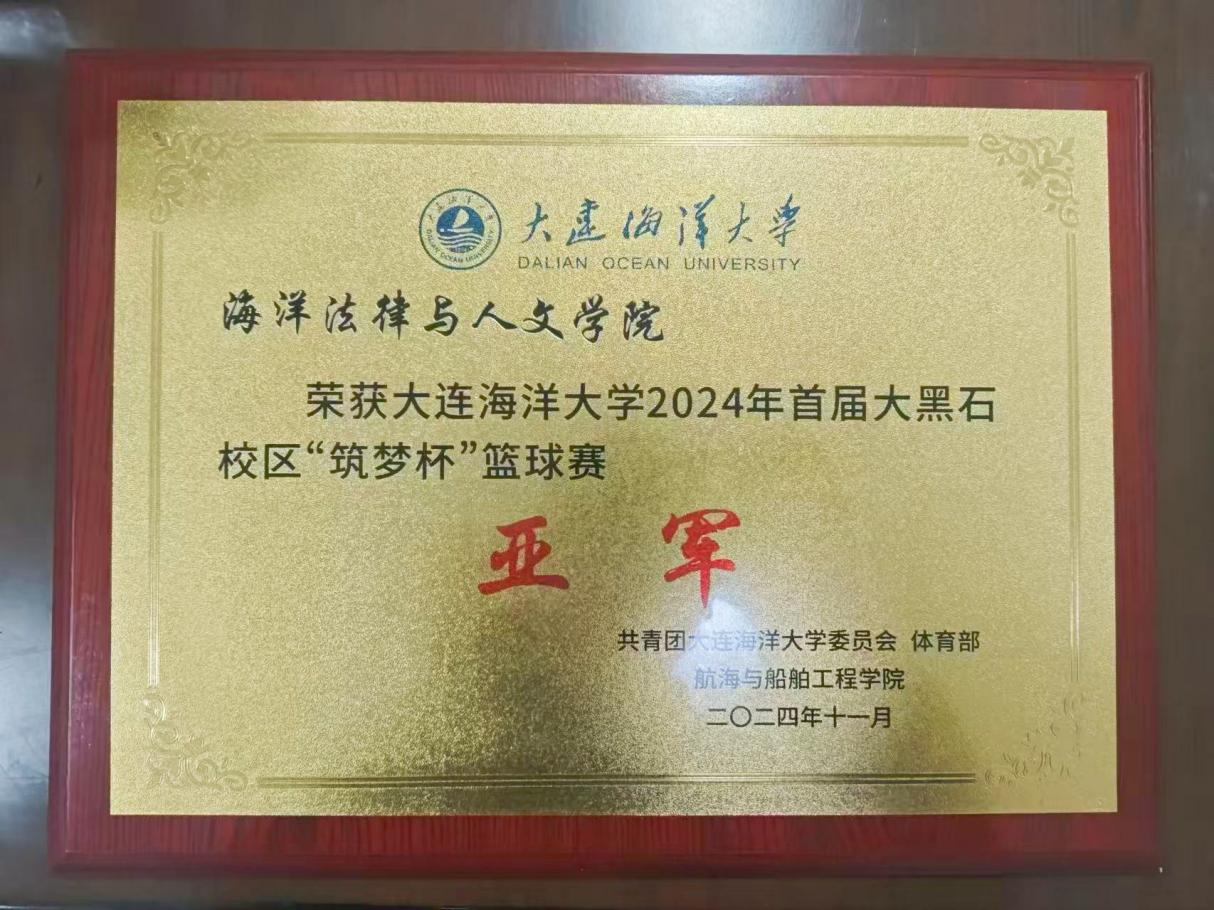 大连海洋大学
DALIAN OCEAN UNIVERSITY
海洋法律与人文学院
荣获大连海洋大学2024年首届大黑石
校区“筑梦杯”篮球赛
亚 军
共青团大连海洋大学委员会 体育部
航海与船舶工程学院
二〇二四年十一月